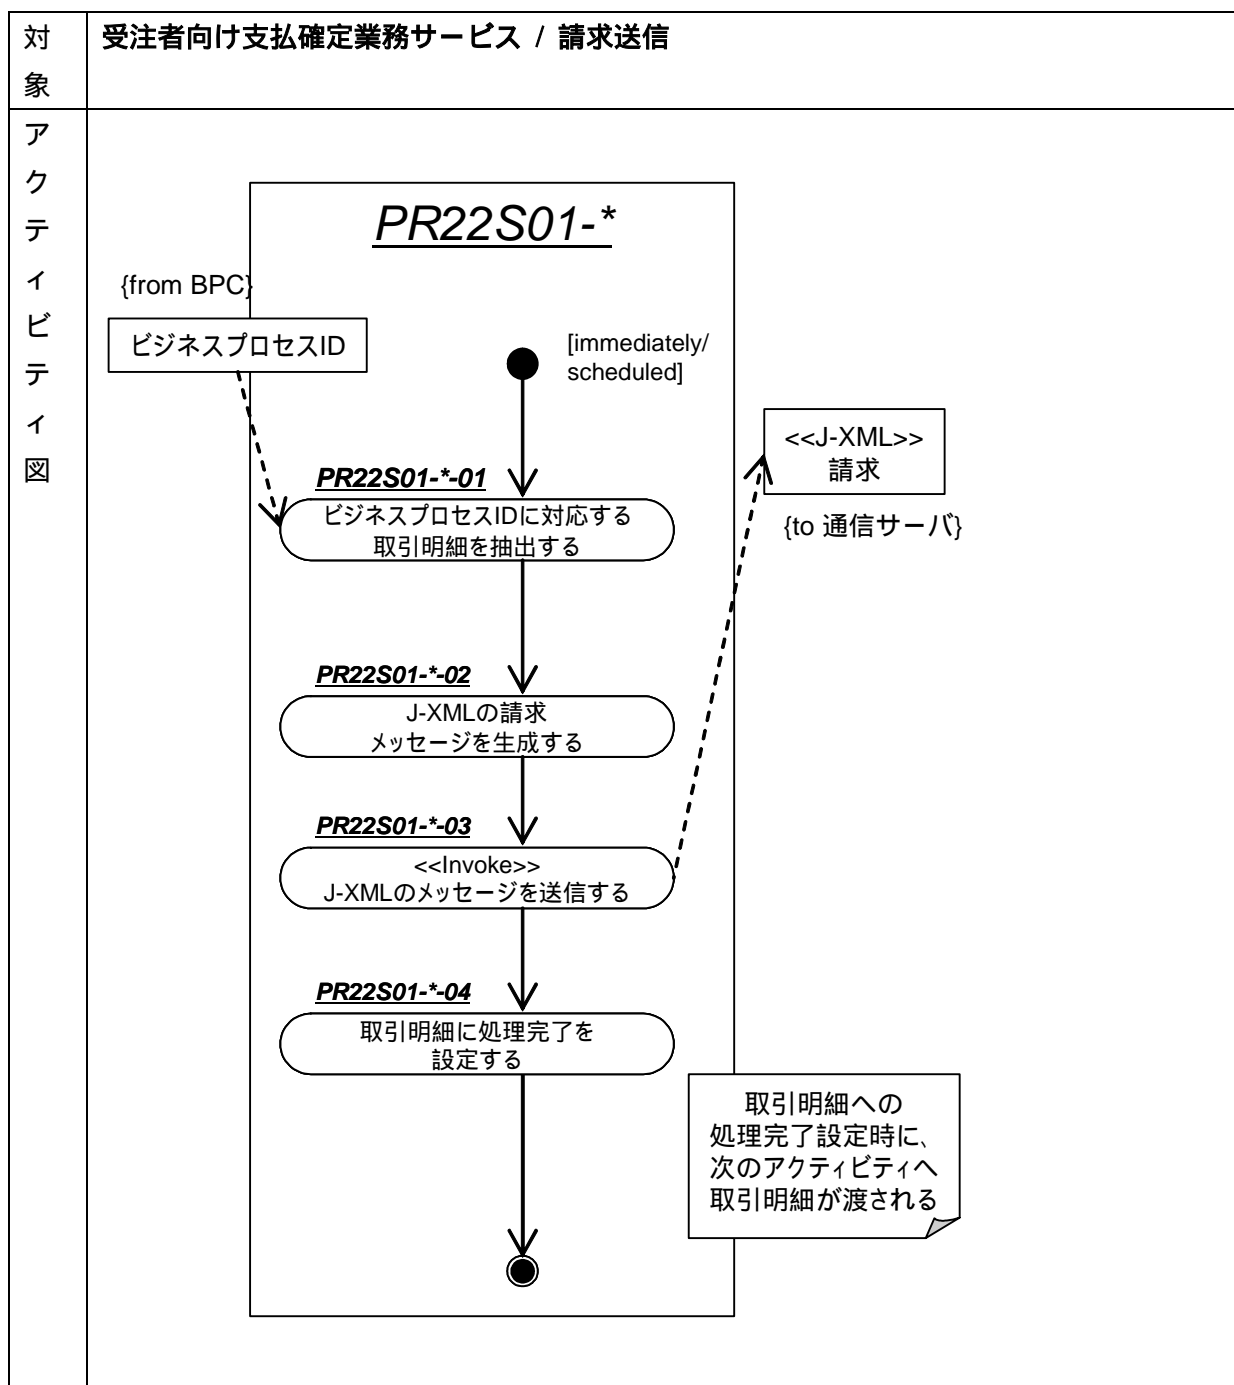 対象
受注者向け支払確定業務サービス / 請求送信
アクティビティ図
PR22S01-*
{from BPC}
ビジネスプロセスID
[immediately/
scheduled]
<<J-XML>>
請求
{to 通信サーバ}
PR22S01-*-01
ビジネスプロセスIDに対応する
取引明細を抽出する
PR22S01-*-02
J-XMLの請求
メッセージを生成する
PR22S01-*-03
<<Invoke>>
J-XMLのメッセージを送信する
PR22S01-*-04
取引明細に処理完了を
設定する
取引明細への
処理完了設定時に、
次のアクティビティへ
取引明細が渡される